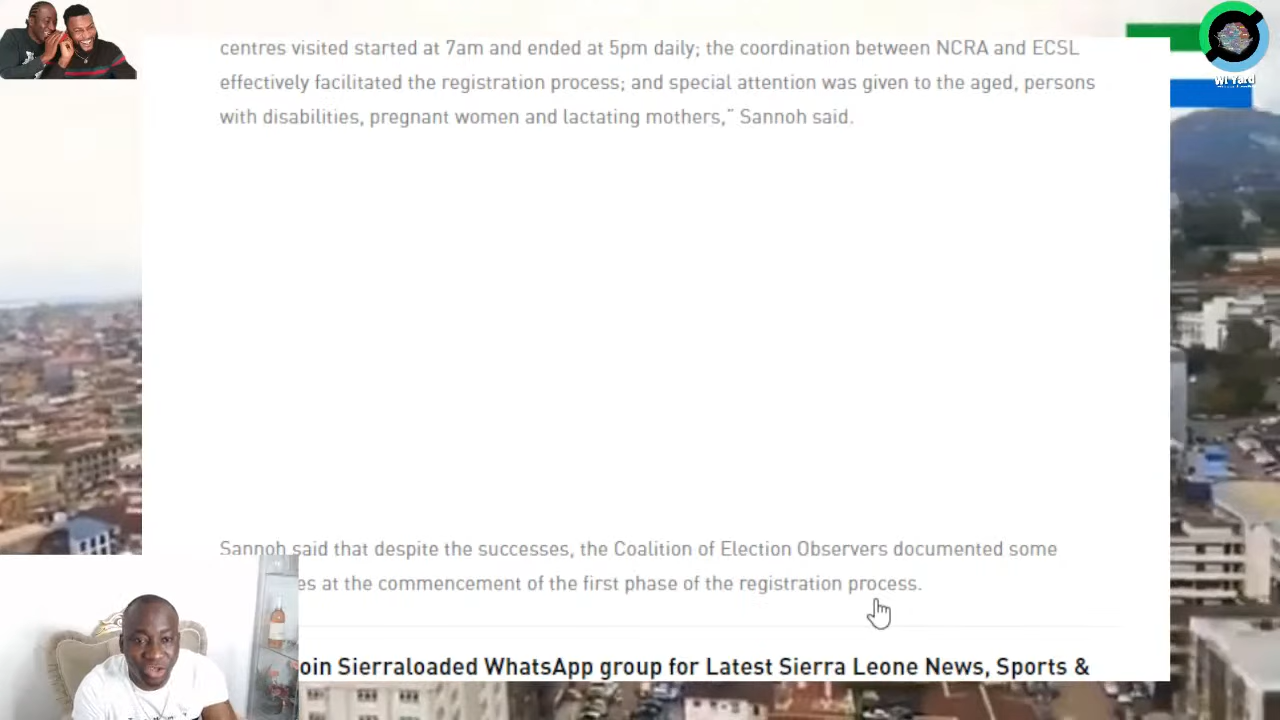 centres visited started at 7am and ended at 5pm daily; the coordination between NCRA and ECSL
effectively facilitated the registration process; and special attention was given to the aged, persons
with disabilities, pregnant women and lactating mothers,” Sannoh said.
Sannoh said that despite the successes, the Coalition of Election Observers documented some
es at the commencement of the first phase of the registration process.
oin Sierraloaded WhatsApp group for Latest Sierra Leone News, Sports &
Wi Yard